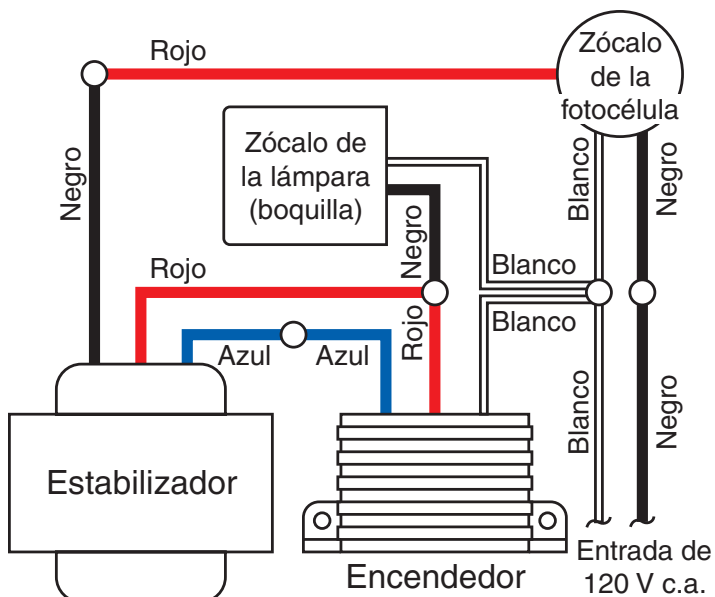 Rojo
Zócalo
de la
fotocélula
Negro
Zócalo de
la lámpara
(boquilla)
Negro
Blanco
Negro
Rojo
Blanco
Rojo
Blanco
Azul
Azul
Blanco
Negro
Estabilizador
Encendedor
Entrada de
120 V c.a.